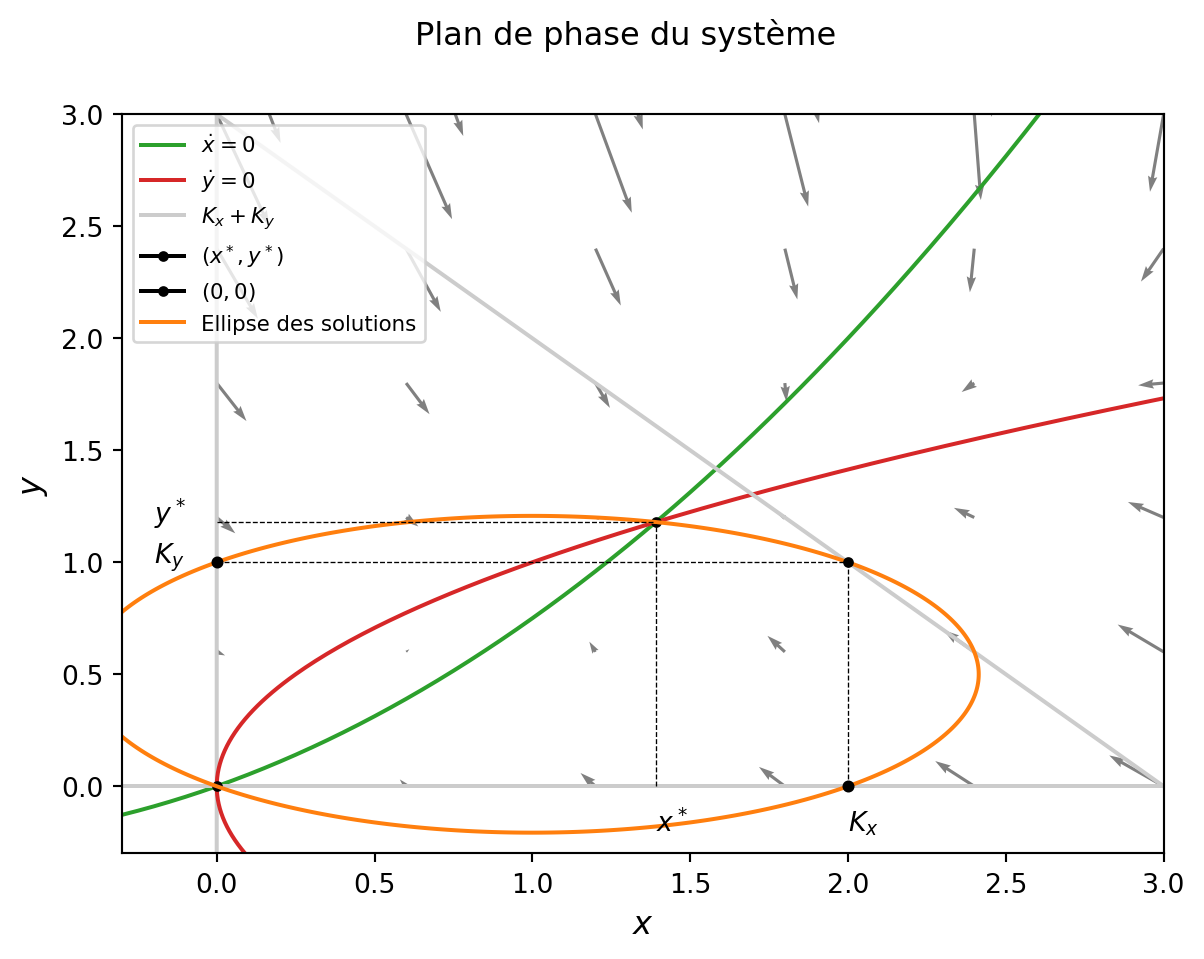 Plan de phase du système
ẋ = 0
ẏ = 0
Kₓ + K_y
(x*, y*)
(0, 0)
Ellipse des solutions
3.0
2.5
2.0
1.5
1.0
0.5
0.0
y
y*
K_y
x*
Kₓ
0.0 0.5 1.0 1.5 2.0 2.5 3.0
x